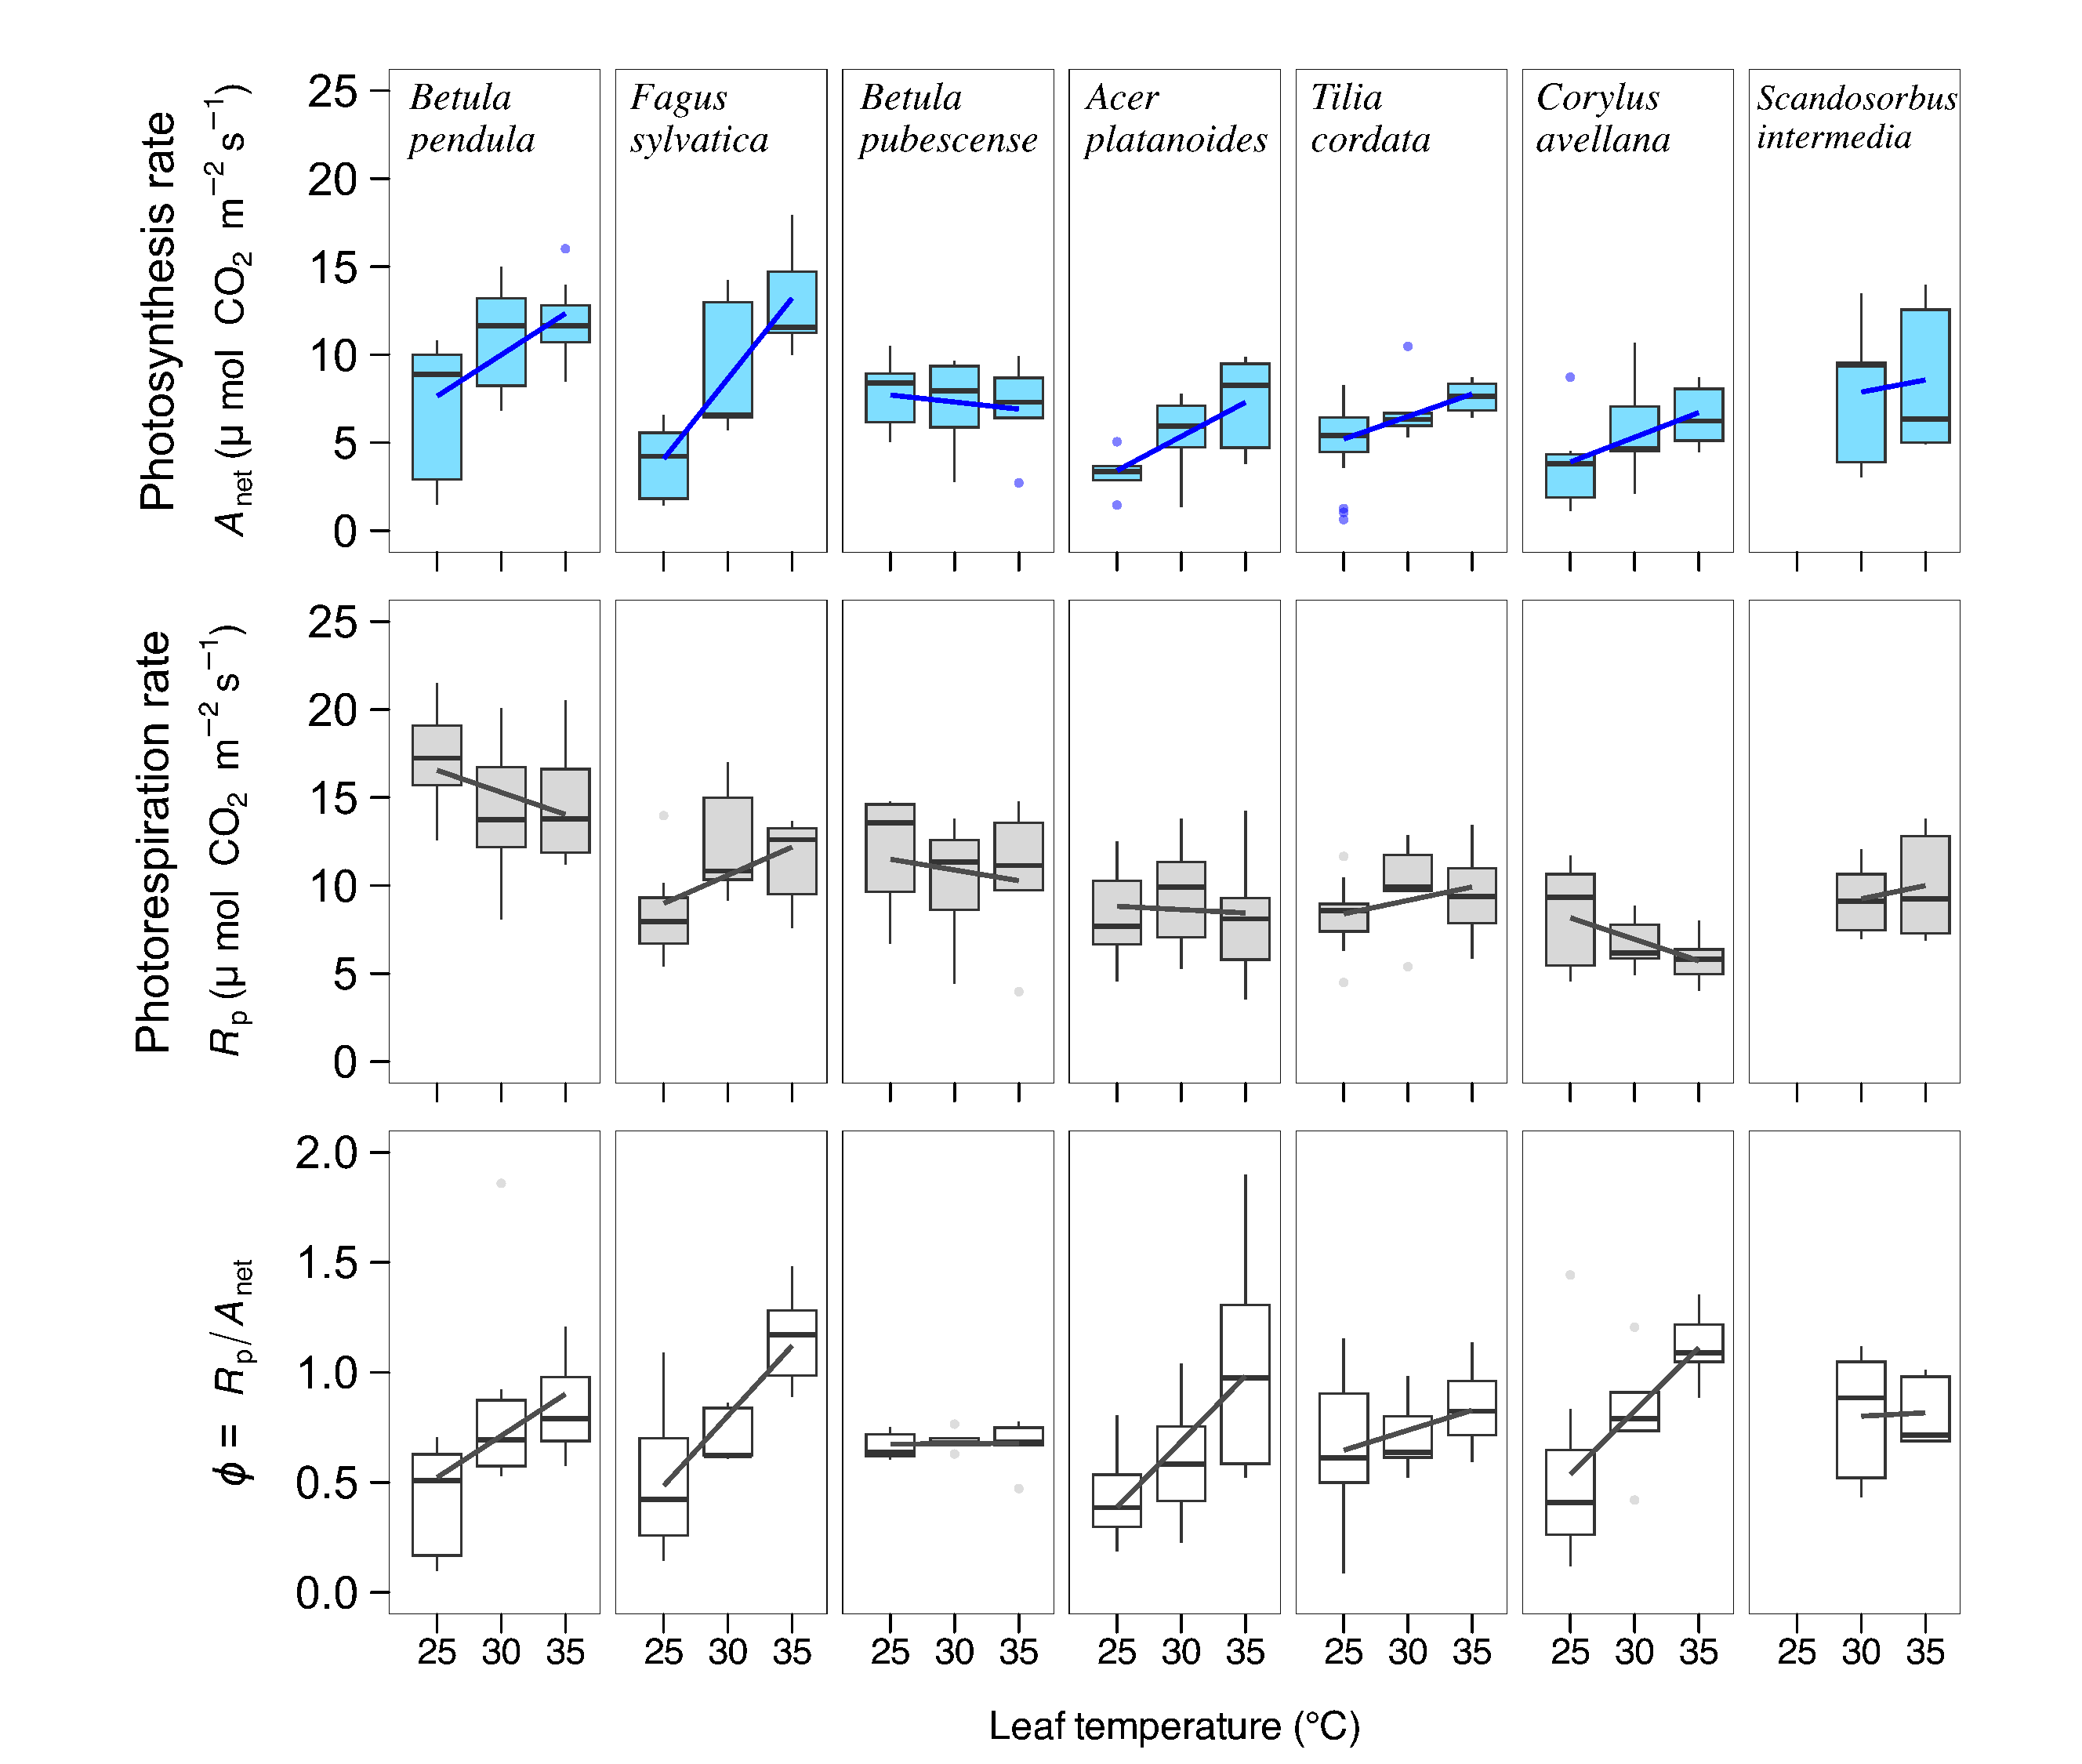 Betula pendula
Fagus sylvatica
Betula pubescense
Acer platanoides
Tilia cordata
Corylus avellana
Scandosorbus intermedia
Photosynthesis rate
A net (μ mol CO2 m−2 s−1)
25
20
15
10
5
0
Photorespiration rate
Rp (μ mol CO2 m−2 s−1)
25
20
15
10
5
0
ϕ = Rp / Anet
2.0
1.5
1.0
0.5
0.0
25 30 35
25 30 35
25 30 35
25 30 35
25 30 35
25 30 35
25 30 35
Leaf temperature (°C)